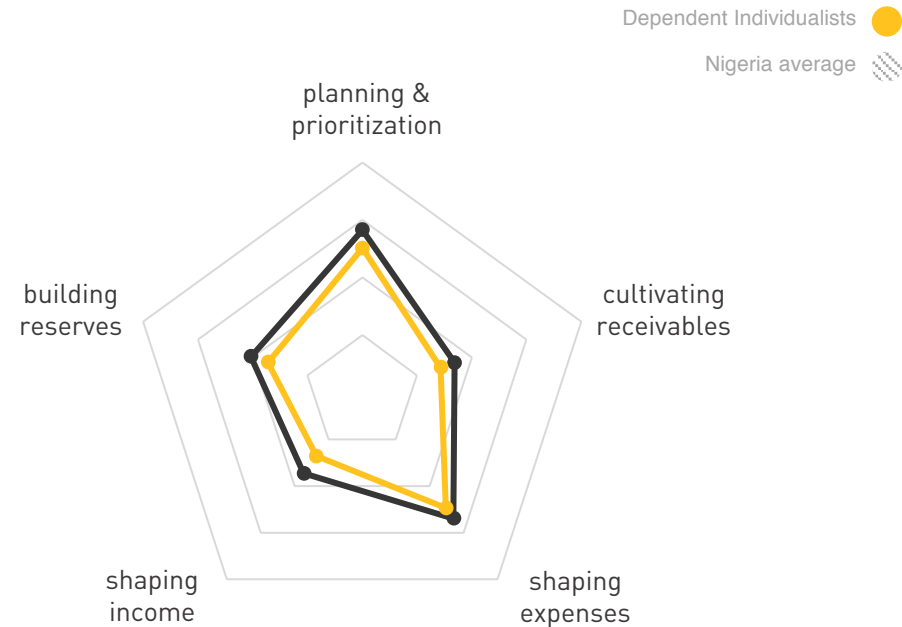 Dependent Individualists
Nigeria average
planning &
prioritization
building
reserves
cultivating
receivables
shaping
income
shaping
expenses